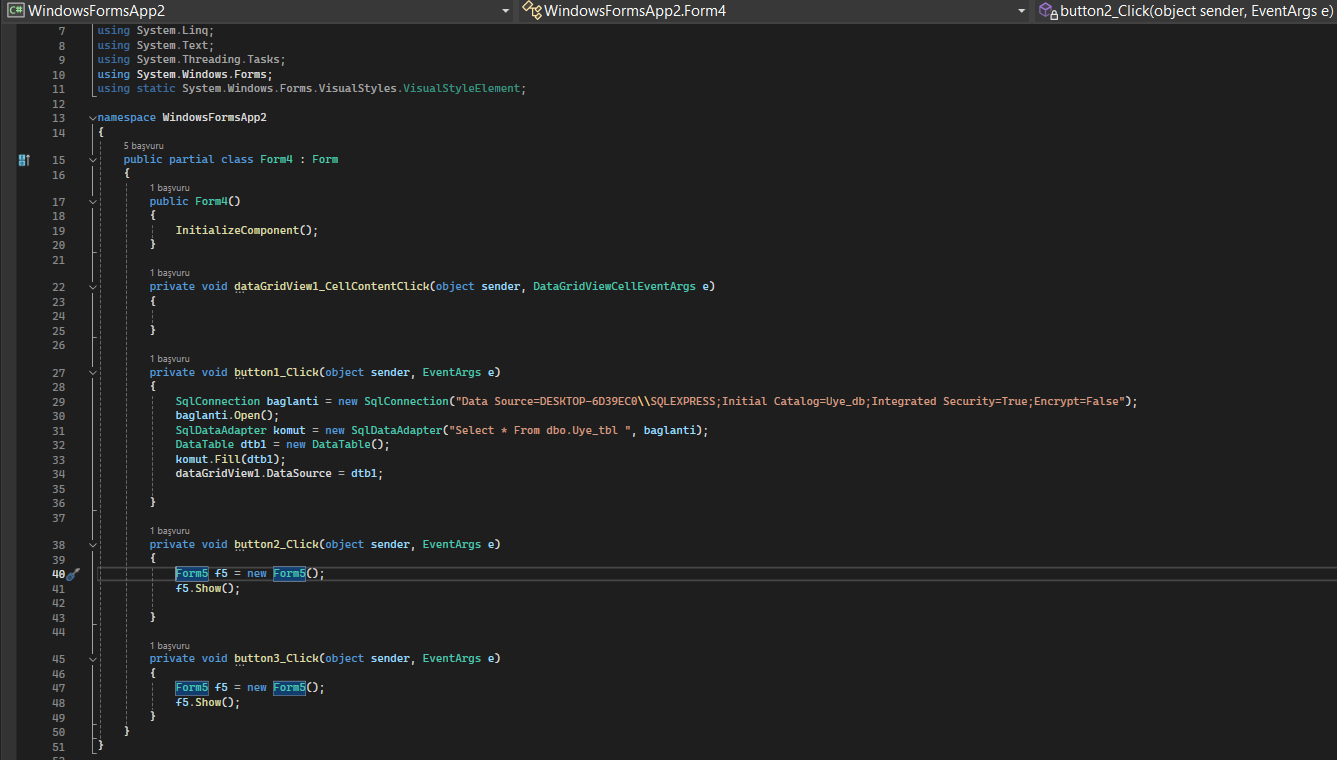 C# WindowsFormsApp2 WindowsFormsApp2.Form4 button2_Click(object sender, EventArgs e)
7 using System.Linq;
8 using System.Text;
9 using System.Threading.Tasks;
10 using System.Windows.Forms;
11 using static System.Windows.Forms.VisualStyles.VisualStyleElement;
12
13 namespace WindowsFormsApp2
14 {
5 başvuru
15 public partial class Form4 : Form
16 {
1 başvuru
17 public Form4()
18 {
19 InitializeComponent();
20 }
21
1 başvuru
22 private void dataGridView1_CellContentClick(object sender, DataGridViewCellEventArgs e)
23 {
24
25 }
26
1 başvuru
27 private void button1_Click(object sender, EventArgs e)
28 {
29 SqlConnection baglanti = new SqlConnection("Data Source=DESKTOP-6D39EC0\\SQLEXPRESS;Initial Catalog=Uye_db;Integrated Security=True;Encrypt=False");
30 baglanti.Open();
31 SqlDataAdapter komut = new SqlDataAdapter("Select * From dbo.Uye_tbl ", baglanti);
32 DataTable dtb1 = new DataTable();
33 komut.Fill(dtb1);
34 dataGridView1.DataSource = dtb1;
35
36 }
37
1 başvuru
38 private void button2_Click(object sender, EventArgs e)
39 {
40 Form5 f5 = new Form5();
41 f5.Show();
42
43 }
44
1 başvuru
45 private void button3_Click(object sender, EventArgs e)
46 {
47 Form5 f5 = new Form5();
48 f5.Show();
49 }
50 }
51 }